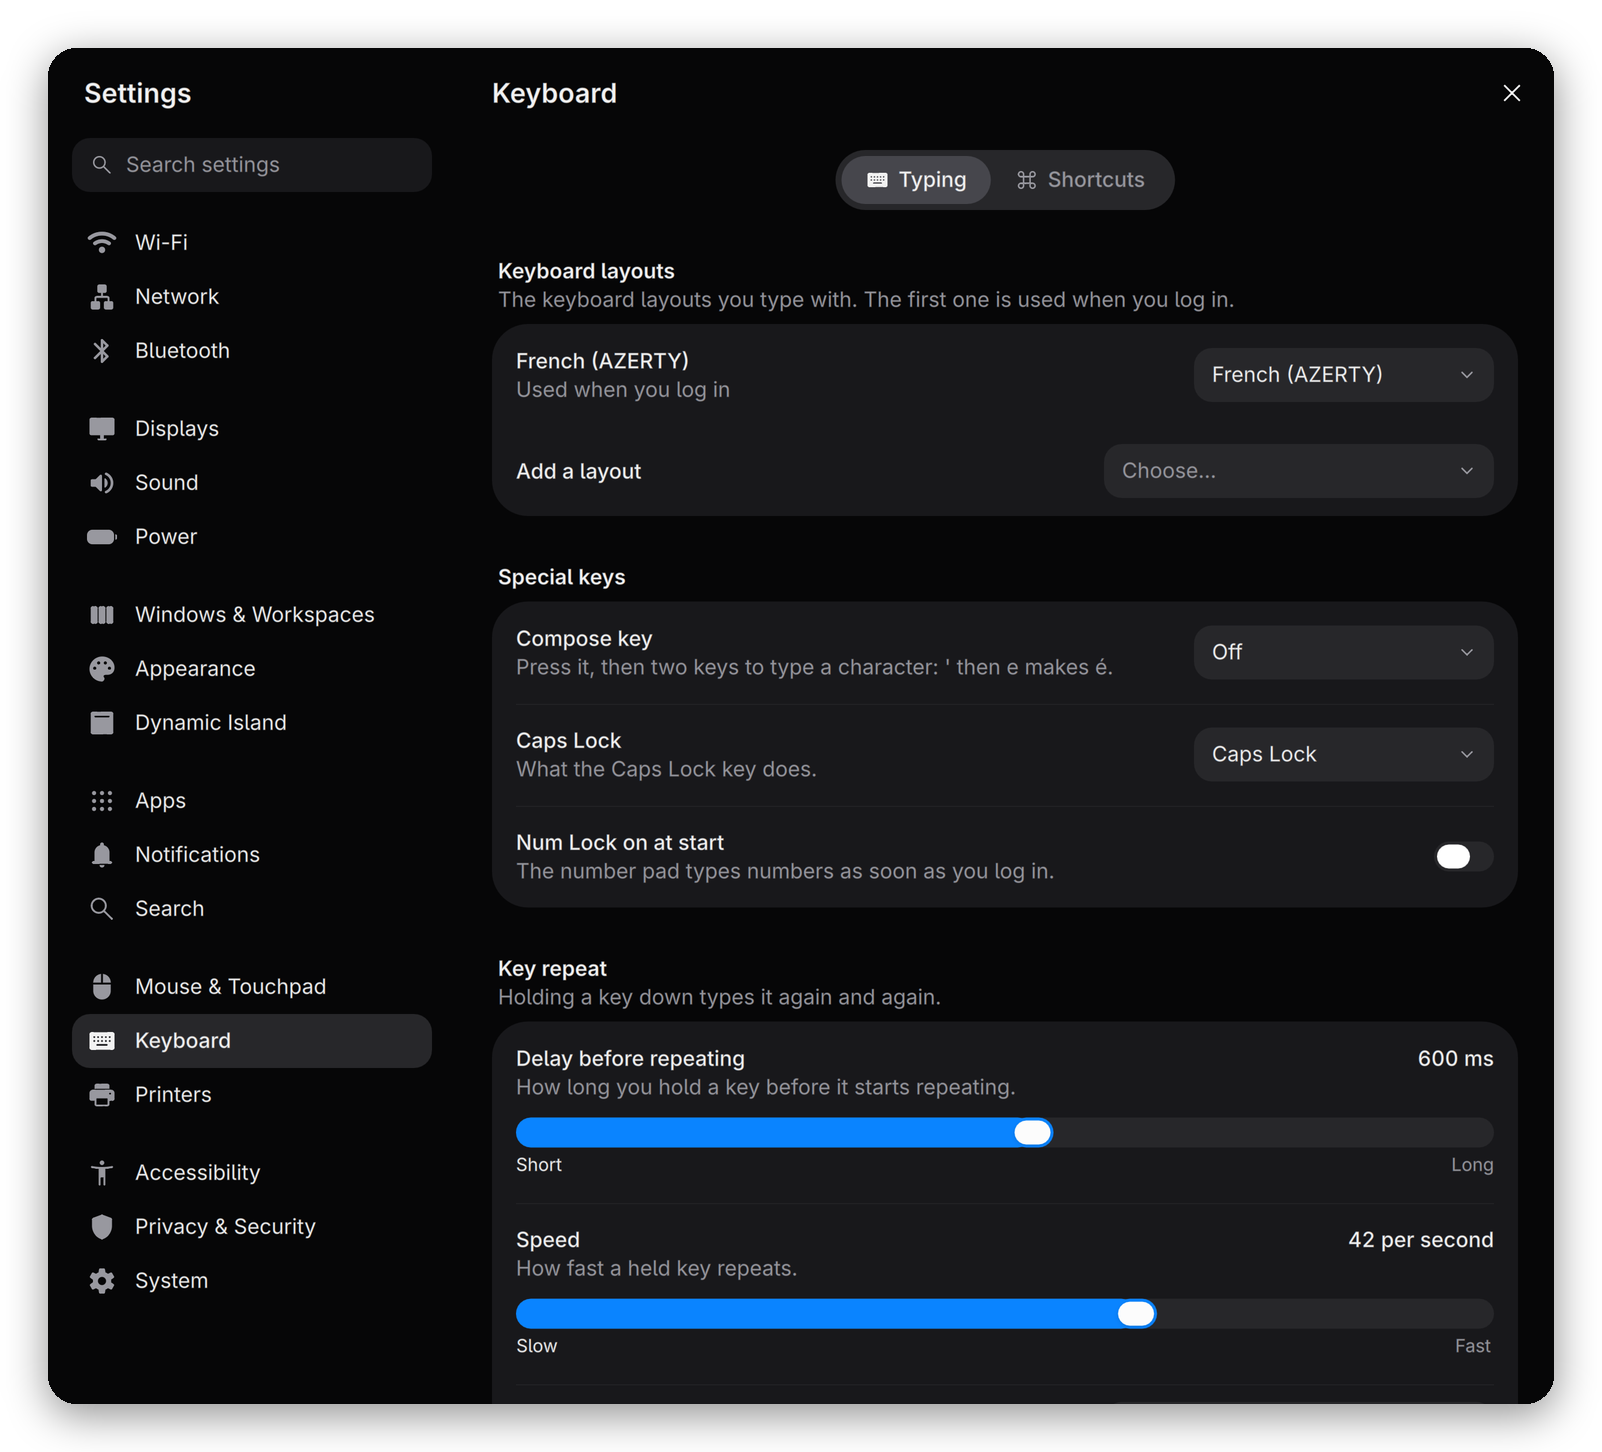 Settings
Search settings
Wi-Fi
Network
Bluetooth
Displays
Sound
Power
Windows & Workspaces
Appearance
Dynamic Island
Apps
Notifications
Search
Mouse & Touchpad
Keyboard
Printers
Accessibility
Privacy & Security
System
Keyboard
Typing
Shortcuts
Keyboard layouts
The keyboard layouts you type with. The first one is used when you log in.
French (AZERTY)
Used when you log in
French (AZERTY)
Add a layout
Choose...
Special keys
Compose key
Press it, then two keys to type a character: ' then e makes é.
Off
Caps Lock
What the Caps Lock key does.
Caps Lock
Num Lock on at start
The number pad types numbers as soon as you log in.
Key repeat
Holding a key down types it again and again.
Delay before repeating
600 ms
How long you hold a key before it starts repeating.
Short
Long
Speed
42 per second
How fast a held key repeats.
Slow
Fast